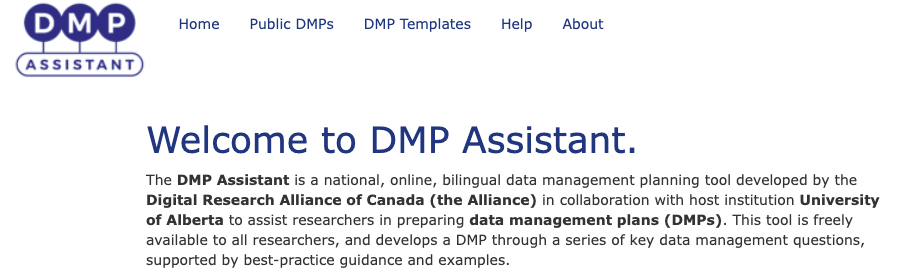 DMP
ASSISTANT
Home Public DMPs DMP Templates Help About
Welcome to DMP Assistant.
The DMP Assistant is a national, online, bilingual data management planning tool developed by the
Digital Research Alliance of Canada (the Alliance) in collaboration with host institution University
of Alberta to assist researchers in preparing data management plans (DMPs). This tool is freely
available to all researchers, and develops a DMP through a series of key data management questions,
supported by best-practice guidance and examples.